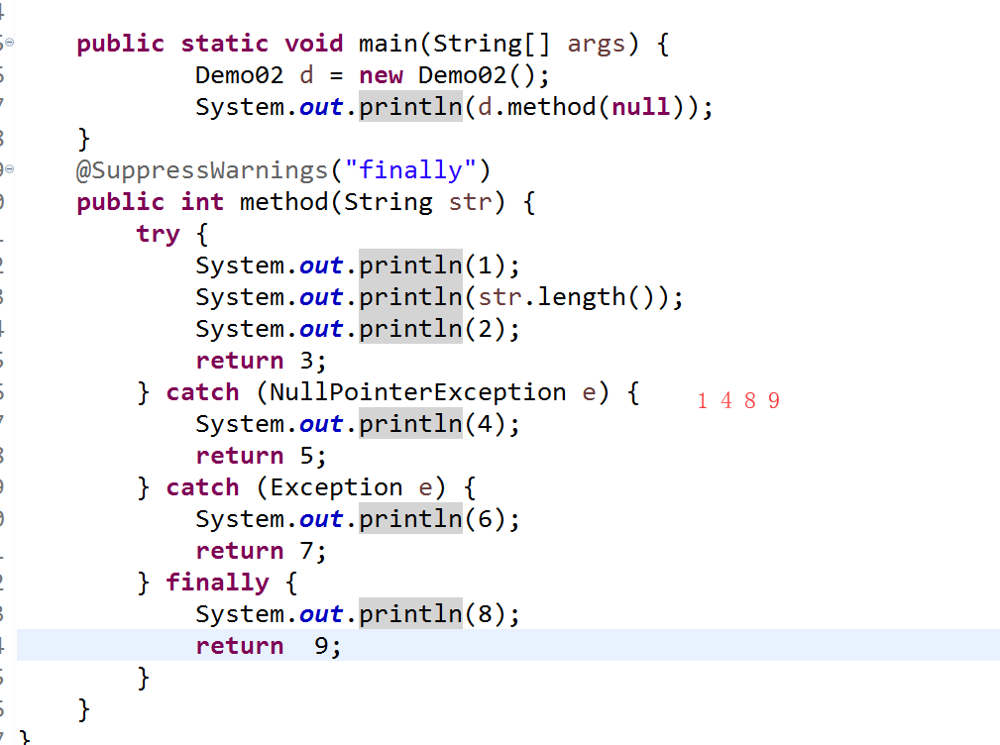 public static void main(String[] args) {
Demo02 d = new Demo02();
System.out.println(d.method(null));
}
@SuppressWarnings("finally")
public int method(String str) {
try {
System.out.println(1);
System.out.println(str.length());
System.out.println(2);
return 3;
} catch (NullPointerException e) {
1 4 8 9
System.out.println(4);
return 5;
} catch (Exception e) {
System.out.println(6);
return 7;
} finally {
System.out.println(8);
return  9;
}
}
}